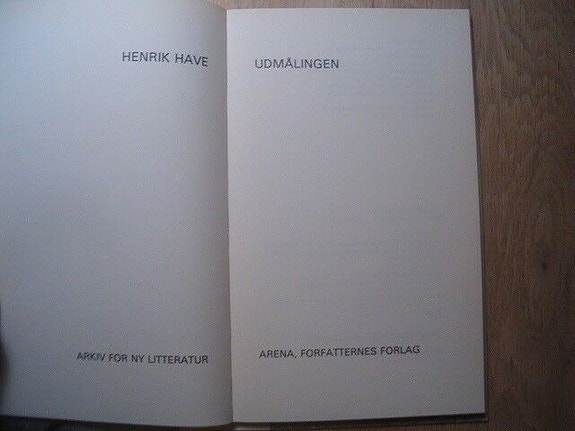 HENRIK HAVE
ARKIV FOR NY LITTERATUR
UDMÅLINGEN
ARENA, FORFATTERNES FORLAG